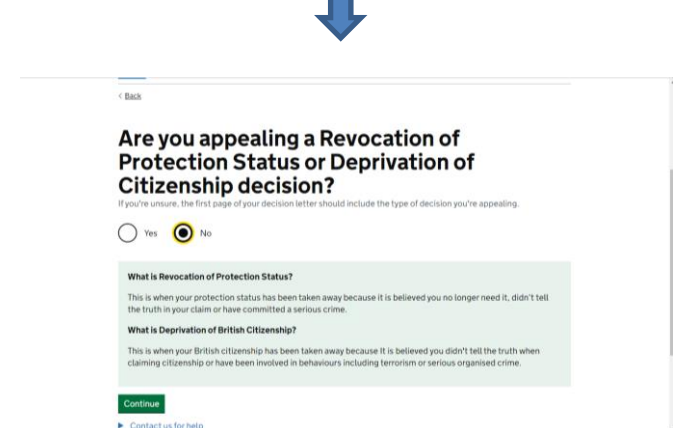 < Back
Are you appealing a Revocation of
Protection Status or Deprivation of
Citizenship decision?
If you're unsure, the first page of your decision letter should include the type of decision you're appealing.
Yes No
What is Revocation of Protection Status?
This is when your protection status has been taken away because it is believed you no longer need it, didn't tell
the truth in your claim or have committed a serious crime.
What is Deprivation of British Citizenship?
This is when your British citizenship has been taken away because It is believed you didn't tell the truth when
claiming citizenship or have been involved in behaviours including terrorism or serious organised crime.
Continue
Contact us for help